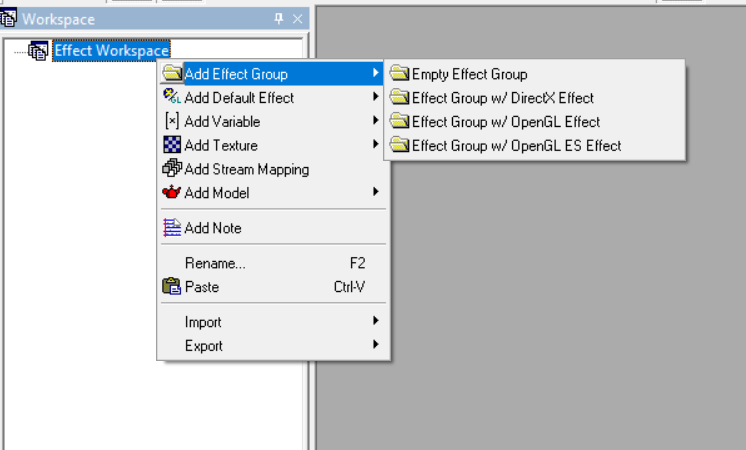 Workspace
Effect Workspace
Add Effect Group
Add Default Effect
Add Variable
Add Texture
Add Stream Mapping
Add Model
Add Note
Rename... F2
Paste Ctrl-V
Import
Export
Empty Effect Group
Effect Group w/ DirectX Effect
Effect Group w/ OpenGL Effect
Effect Group w/ OpenGL ES Effect